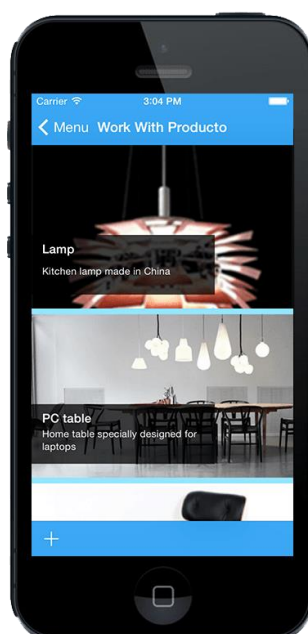 Carrier 3:04 PM
Menu Work With Producto
Lamp
Kitchen lamp made in China
PC table
Home table specially designed for
laptops